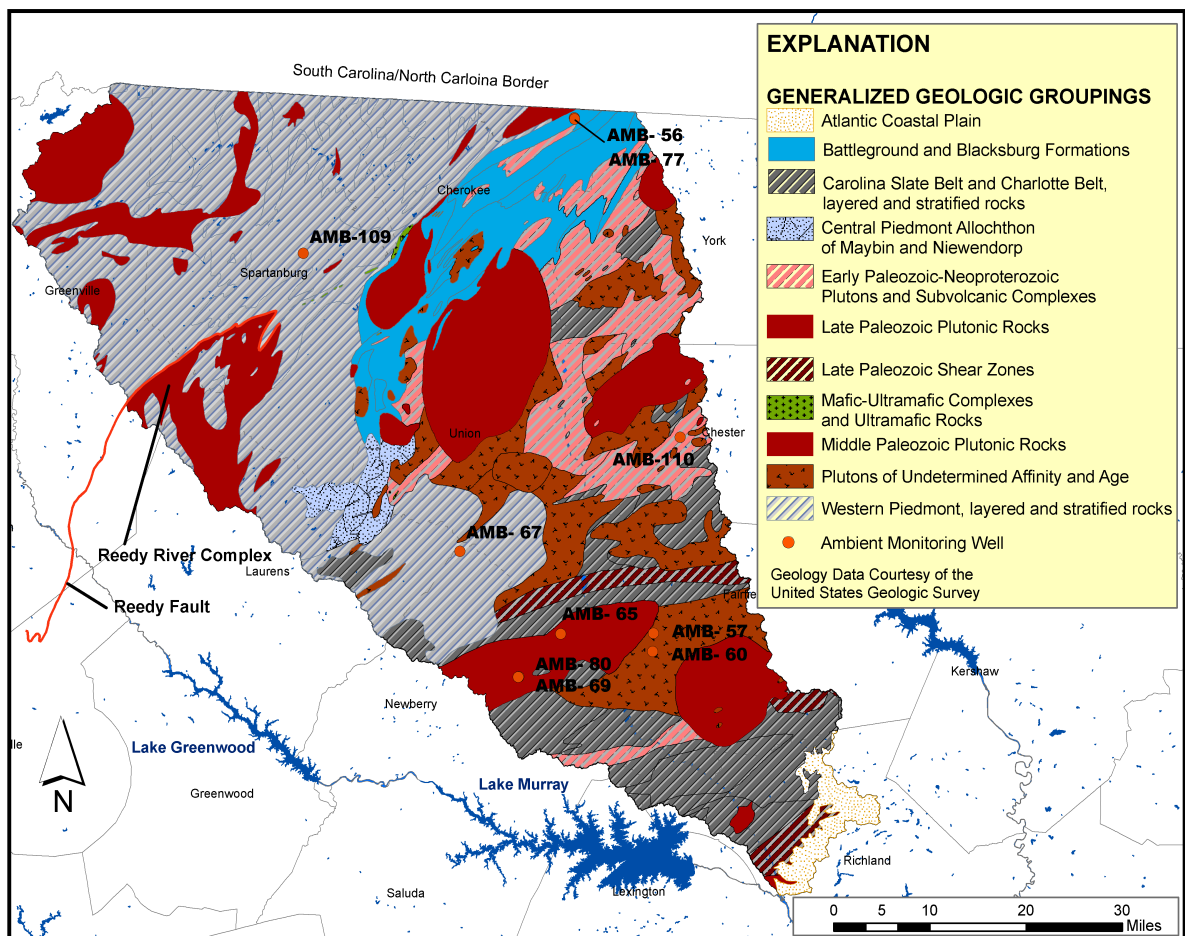 South Carolina/North Carloina Border
EXPLANATION
GENERALIZED GEOLOGIC GROUPINGS
Atlantic Coastal Plain
Battleground and Blacksburg Formations
Carolina Slate Belt and Charlotte Belt,
layered and stratified rocks
Central Piedmont Allochthon
of Maybin and Niewendorp
Early Paleozoic-Neoproterozoic
Plutons and Subvolcanic Complexes
Late Paleozoic Plutonic Rocks
Late Paleozoic Shear Zones
Mafic-Ultramafic Complexes
and Ultramafic Rocks
Middle Paleozoic Plutonic Rocks
Plutons of Undetermined Affinity and Age
Western Piedmont, layered and stratified rocks
Ambient Monitoring Well
Geology Data Courtesy of the
United States Geologic Survey
AMB- 56
AMB- 77
Cherokee
AMB-109
York
Spartanburg
Greenville
Union
Chester
AMB-110
AMB- 67
Reedy River Complex
Laurens
Reedy Fault
Fairfie
AMB- 65
AMB- 57
AMB- 60
AMB- 80
AMB- 69
Kershaw
Newberry
lle
Lake Greenwood
N
Greenwood
Lake Murray
Richland
Saluda
Lexington
0 5 10 20 30
Miles